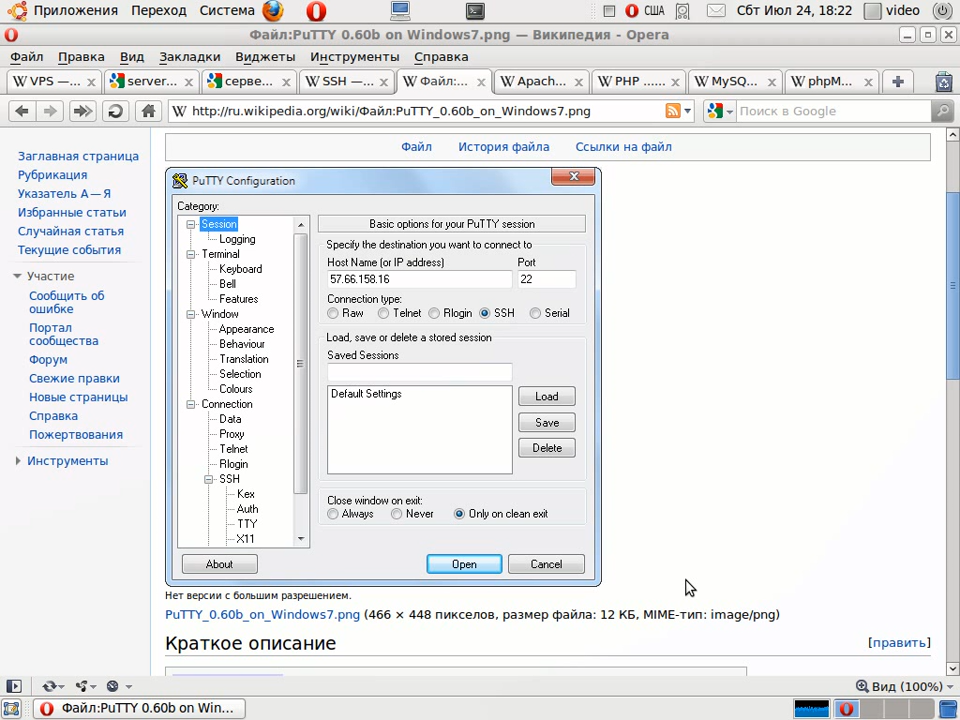 Приложения Переход Система США Сбт Июл 24, 18:22 video
Файл:PuTTY 0.60b on Windows7.png — Википедия - Opera
Файл Правка Вид Закладки Виджеты Инструменты Справка
VPS —... server... серве... SSH —... Файл:... Apach... PHP ...... MySQ... phpM...
http://ru.wikipedia.org/wiki/Файл:PuTTY_0.60b_on_Windows7.png Поиск в Google
Файл История файла Ссылки на файл
Заглавная страница
Рубрикация
Указатель А — Я
Избранные статьи
Случайная статья
Текущие события
Участие
Сообщить об
ошибке
Портал
сообщества
Форум
Свежие правки
Новые страницы
Справка
Пожертвования
Инструменты
PuTTY Configuration
Category:
Session
Logging
Terminal
Keyboard
Bell
Features
Window
Appearance
Behaviour
Translation
Selection
Colours
Connection
Data
Proxy
Telnet
Rlogin
SSH
Kex
Auth
TTY
X11
Basic options for your PuTTY session
Specify the destination you want to connect to
Host Name (or IP address) Port
57.66.158.16 22
Connection type:
Raw Telnet Rlogin SSH Serial
Load, save or delete a stored session
Saved Sessions
Default Settings
Load
Save
Delete
Close window on exit:
Always Never Only on clean exit
About Open Cancel
Нет версии с большим разрешением.
PuTTY_0.60b_on_Windows7.png (466 × 448 пикселов, размер файла: 12 КБ, MIME-тип: image/png)
Краткое описание [править]
Вид (100%)
Файл:PuTTY 0.60b on Win...